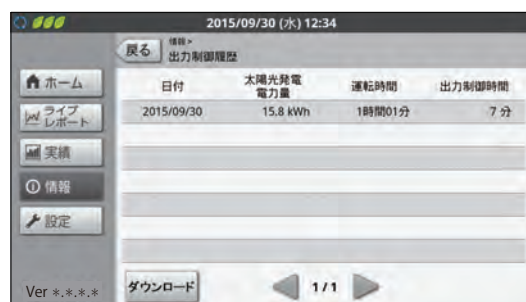 2015/09/30 (水) 12:34
戻る
情報>
出力制御履歴
ホーム
ライブ
レポート
実績
情報
設定
日付 太陽光発電 電力量 運転時間 出力制御時間
2015/09/30 15.8 kWh 1時間01分 7 分
Ver *.*.*.*
ダウンロード
1/1